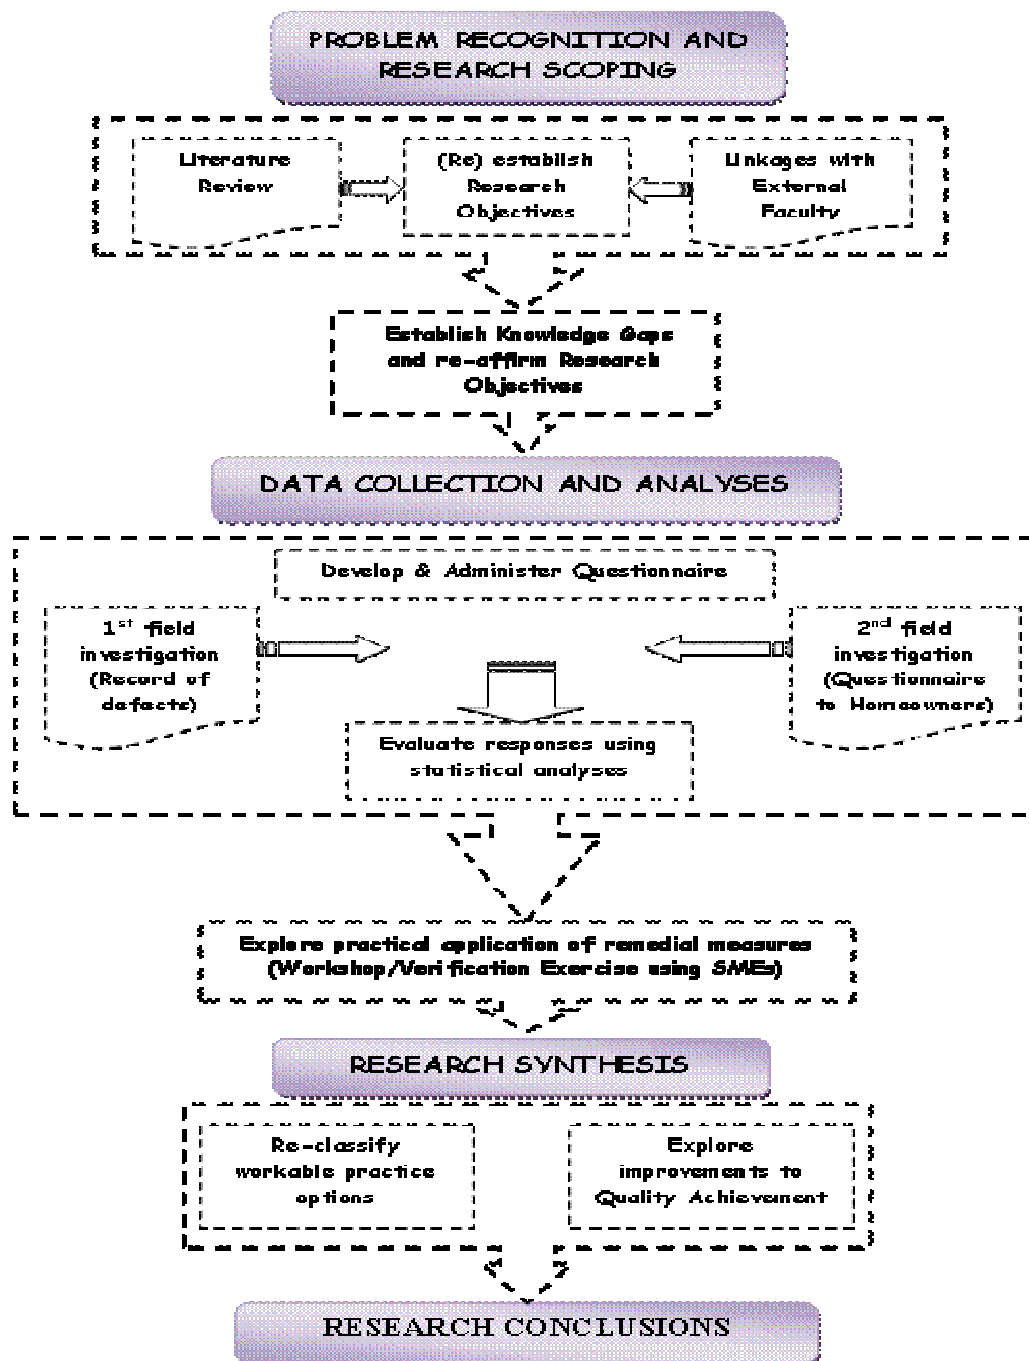 PROBLEM RECOGNITION AND
RESEARCH SCOPING
Literature
Review
(Re) establish
Research
Objectives
Linkages with
External
Faculty
Establish Knowledge Gaps
and re-affirm Research
Objectives
DATA COLLECTION AND ANALYSES
Develop & Administer Questionnaire
1st field
investigation
(Record of
defects)
2nd field
investigation
(Questionnaire
to Homeowners)
Evaluate responses using
statistical analyses
Explore practical application of remedial measures
(Workshop/Verification Exercise using SMEs)
RESEARCH SYNTHESIS
Re-classify
workable practice
options
Explore
improvements to
Quality Achievement
RESEARCH CONCLUSIONS